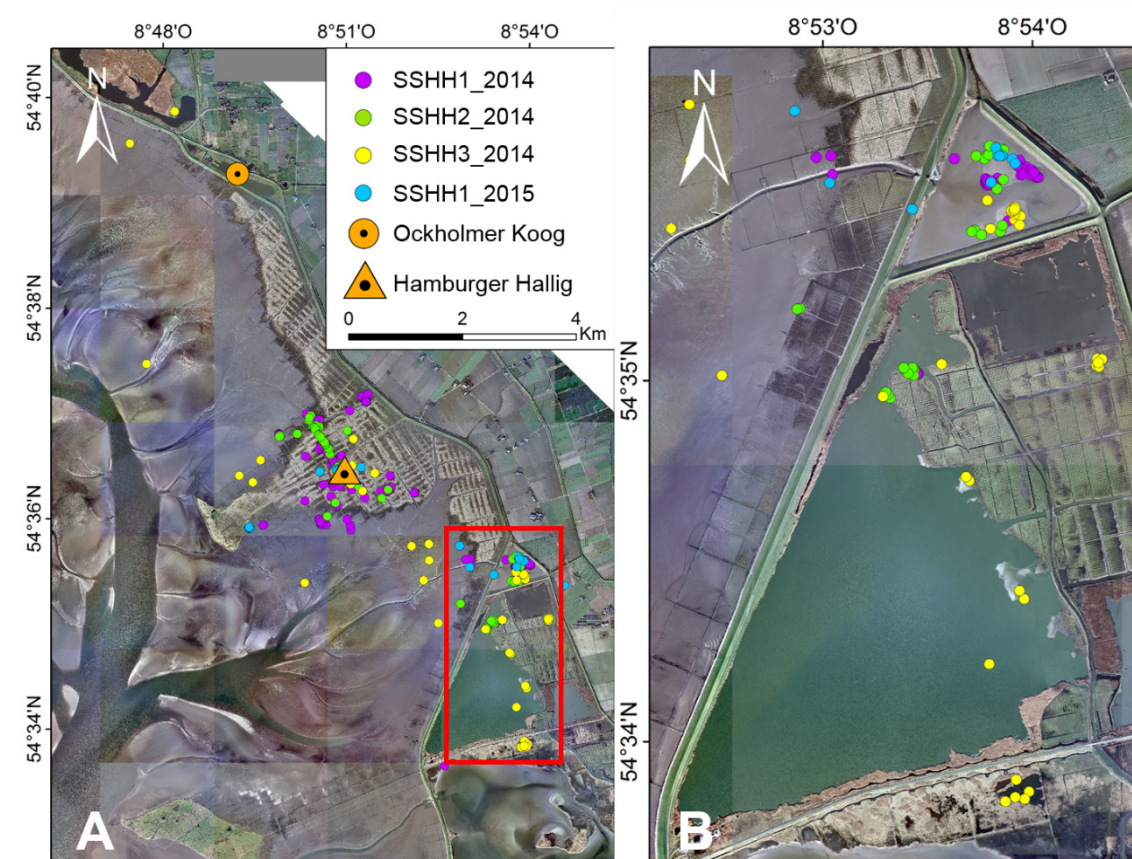 8°48'O 8°51'O 8°54'O
8°53'O 8°54'O
N
N
54°40'N
54°38'N
54°36'N
54°34'N
SSHH1_2014
SSHH2_2014
SSHH3_2014
SSHH1_2015
Ockholmer Koog
Hamburger Hallig
0 2 4
Km
54°35'N
54°34'N
A
B